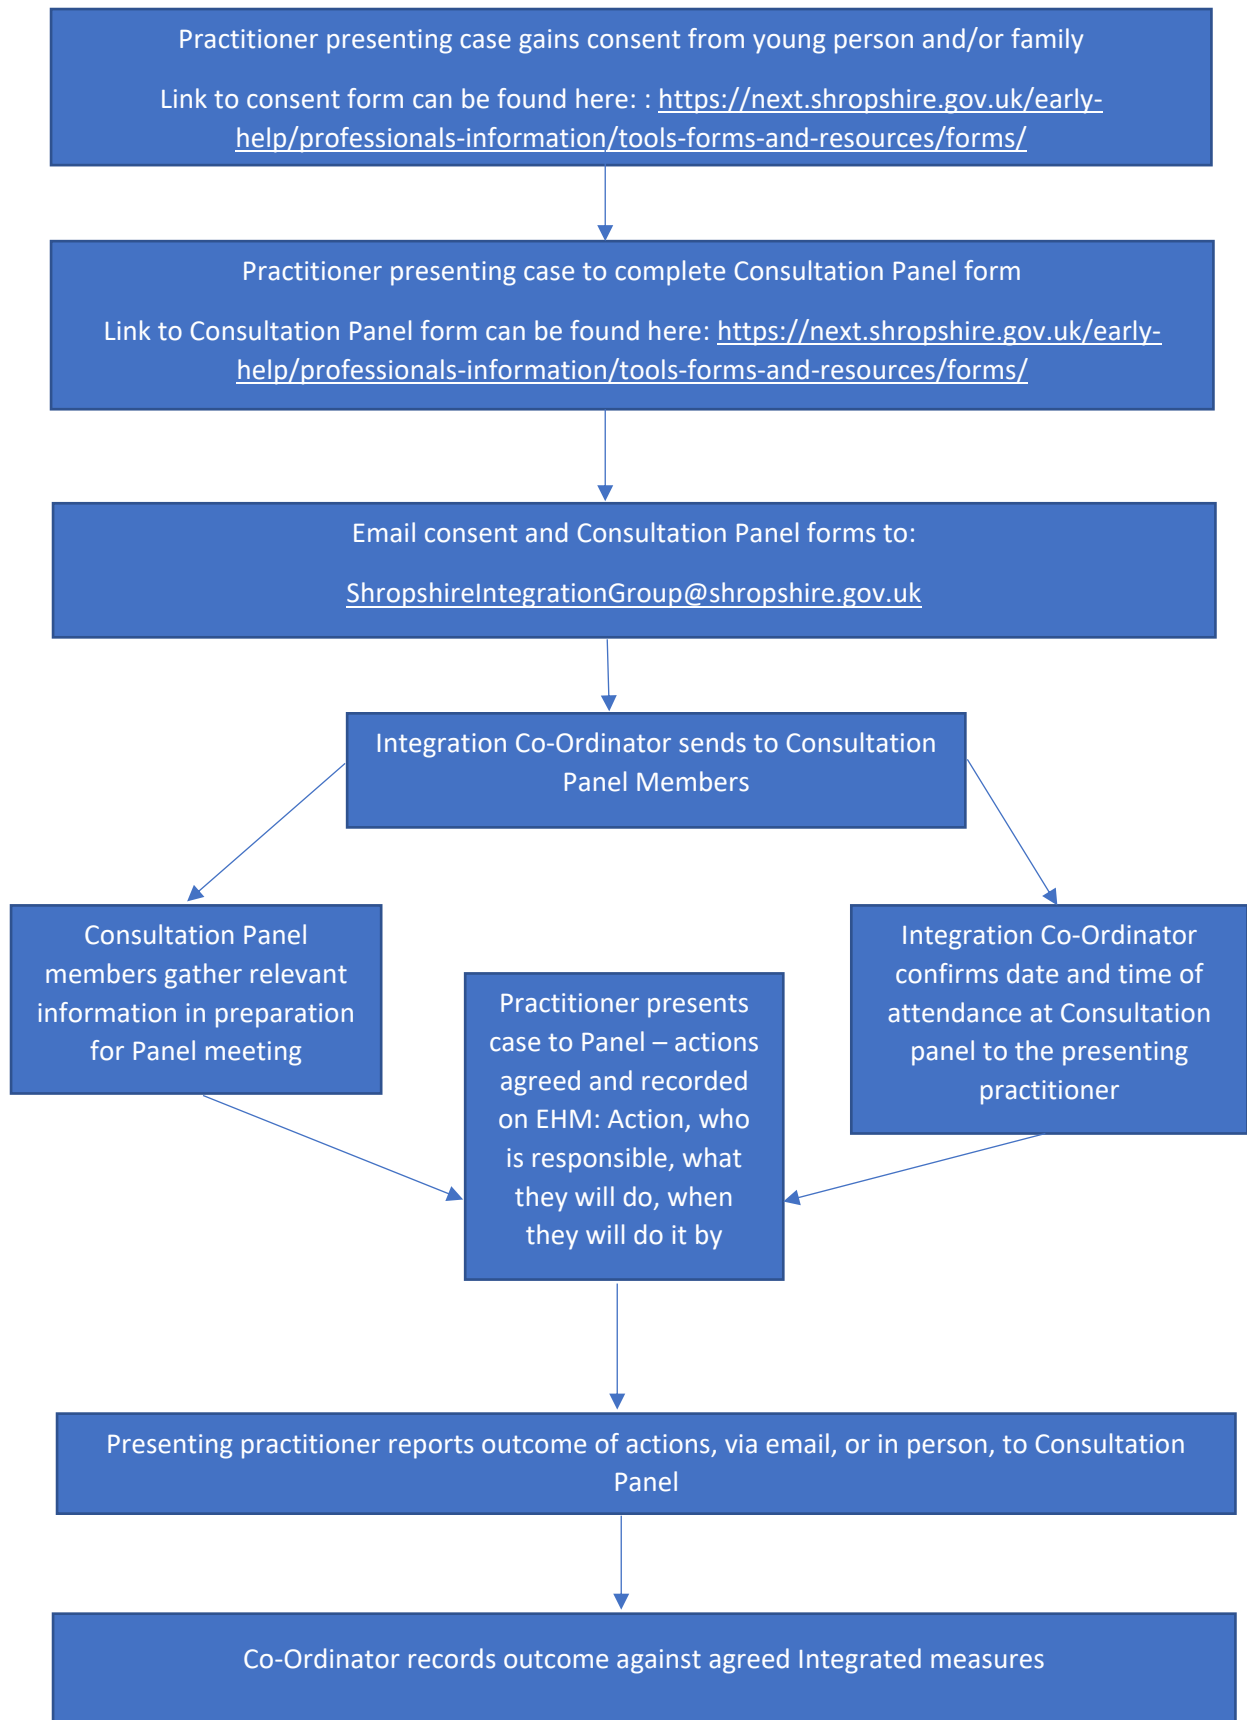 Practitioner presenting case gains consent from young person and/or family
Link to consent form can be found here: : https://next.shropshire.gov.uk/early-
help/professionals-information/tools-forms-and-resources/forms/
Practitioner presenting case to complete Consultation Panel form
Link to Consultation Panel form can be found here: https://next.shropshire.gov.uk/early-
help/professionals-information/tools-forms-and-resources/forms/
Email consent and Consultation Panel forms to:
ShropshireIntegrationGroup@shropshire.gov.uk
Integration Co-Ordinator sends to Consultation
Panel Members
Consultation Panel
members gather relevant
information in preparation
for Panel meeting
Integration Co-Ordinator
confirms date and time of
attendance at Consultation
panel to the presenting
practitioner
Practitioner presents
case to Panel – actions
agreed and recorded
on EHM: Action, who
is responsible, what
they will do, when
they will do it by
Presenting practitioner reports outcome of actions, via email, or in person, to Consultation
Panel
Co-Ordinator records outcome against agreed Integrated measures